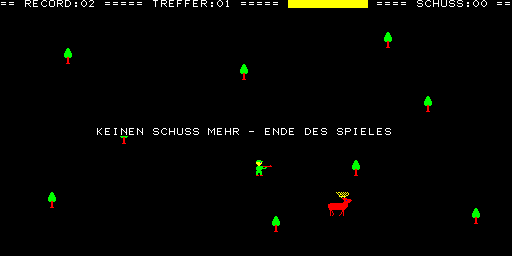 == RECORD:02 ===== TREFFER:01 ===== ==== SCHUSS:00 ==
KEINEN SCHUSS MEHR - ENDE DES SPIELES